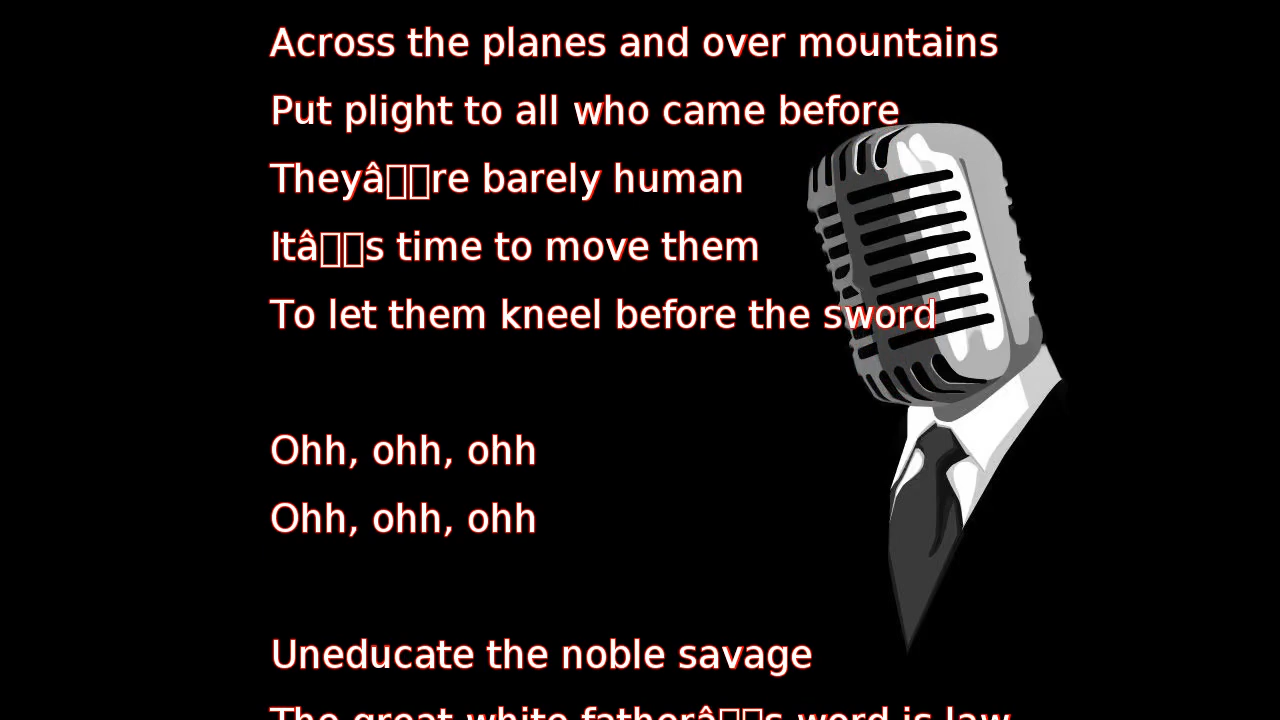 Across the planes and over mountains
Put plight to all who came before
Theyâ□□re barely human
Itâ□□s time to move them
To let them kneel before the sword
Ohh, ohh, ohh
Ohh, ohh, ohh
Uneducate the noble savage
The great white fatherâ□□s word is law